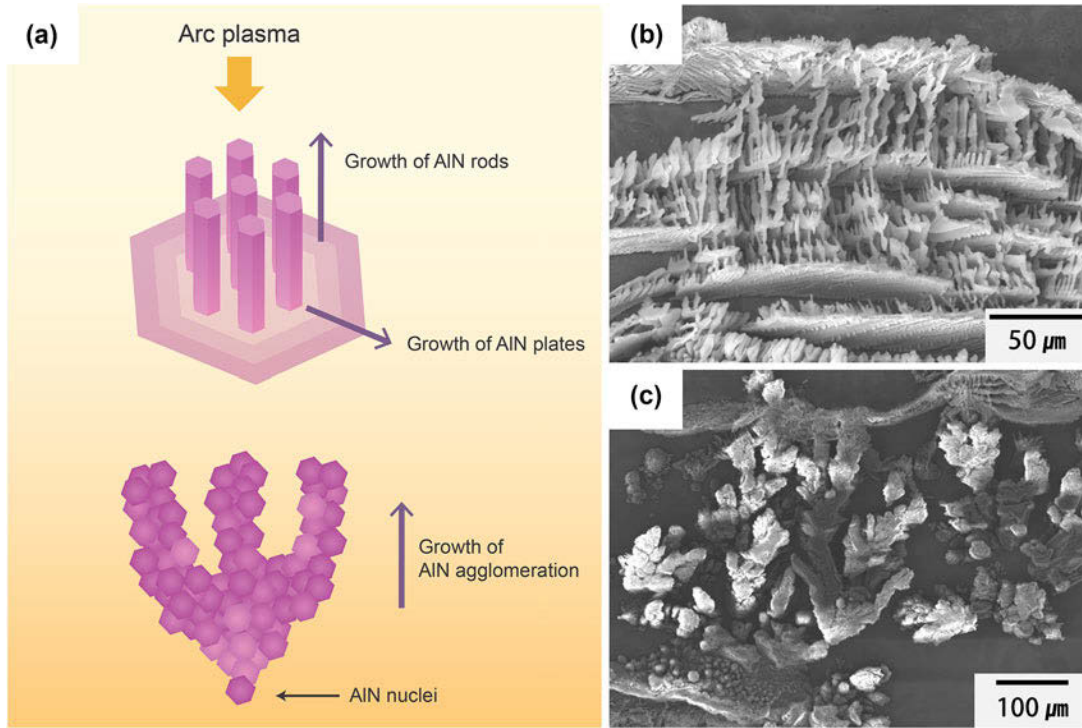 (a)
Arc plasma
Growth of AlN rods
Growth of AlN plates
Growth of
AlN agglomeration
AlN nuclei
(b)
50 μm
(c)
100 μm